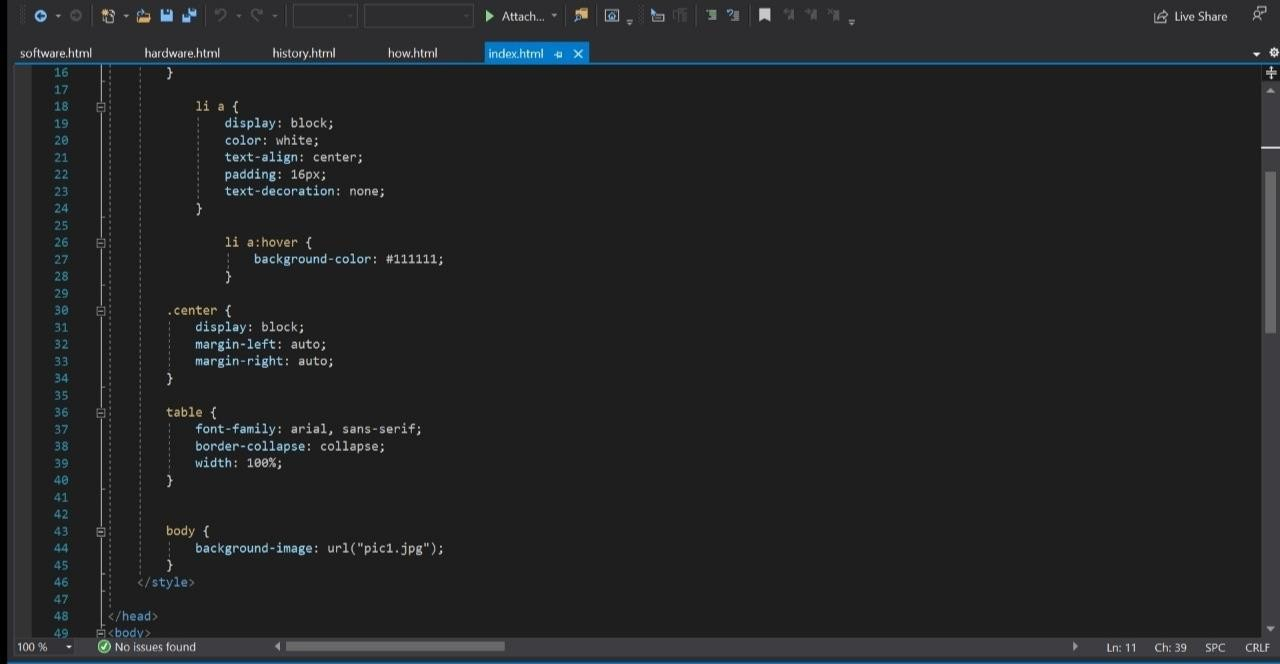 Attach...
Live Share
software.html hardware.html history.html how.html index.html
16 }
17
18 li a {
19 display: block;
20 color: white;
21 text-align: center;
22 padding: 16px;
23 text-decoration: none;
24 }
25
26 li a:hover {
27 background-color: #111111;
28 }
29
30 .center {
31 display: block;
32 margin-left: auto;
33 margin-right: auto;
34 }
35
36 table {
37 font-family: arial, sans-serif;
38 border-collapse: collapse;
39 width: 100%;
40 }
41
42
43 body {
44 background-image: url("pic1.jpg");
45 }
46 </style>
47
48 </head>
49 <body>
100 % No issues found Ln: 11 Ch: 39 SPC CRLF